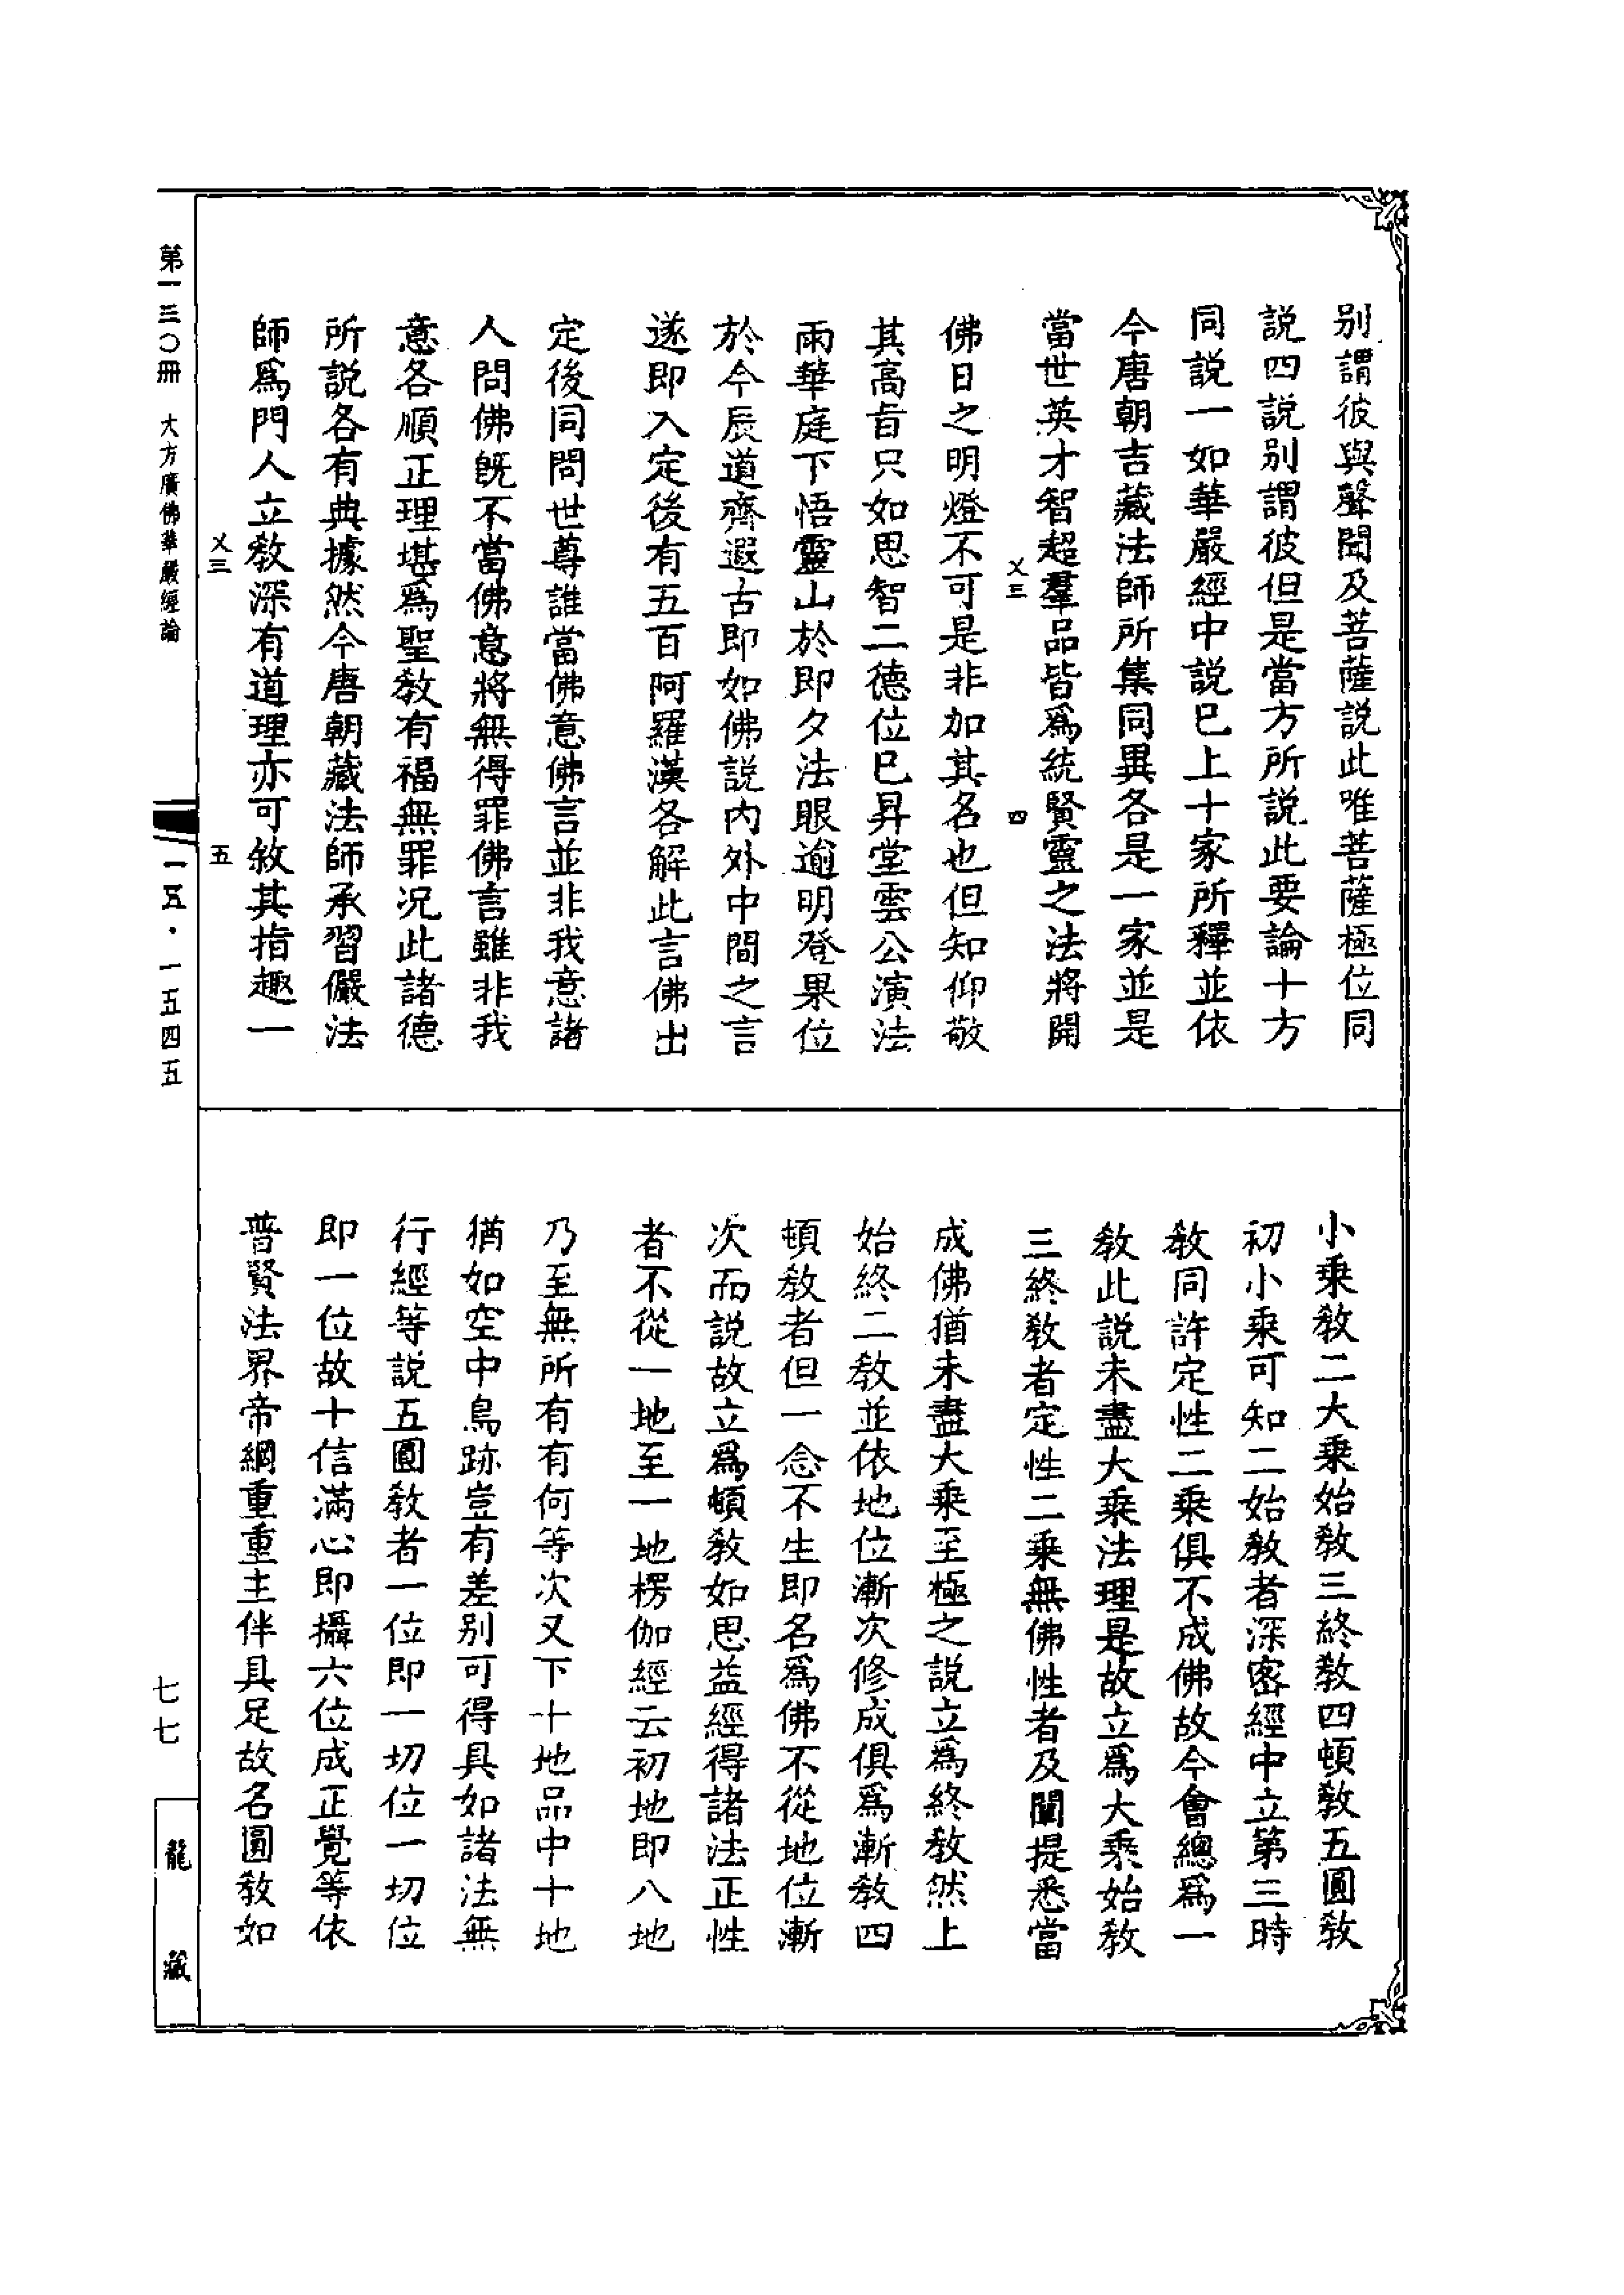 別謂彼與聲聞及菩薩說此唯菩薩極位同
說四說別謂彼但是當方所說此要論十方
同說一如華嚴經中說已上十家所釋並依
今唐朝吉藏法師所集同異各是一家並是
當世英才智超羣品皆爲統賢靈之法將開
乂三 四
佛日之明燈不可是非加其名也但知仰敬
其高旨只如思智二德位已昇堂雲公演法
雨華庭下悟靈山於即夕法眼逾明登果位
於今辰道齊遐古即如佛說內外中間之言
遂即入定後有五百阿羅漢各解此言佛出
定後同問世尊誰當佛意佛言並非我意諸
人問佛旣不當佛意將無得罪佛言雖非我
意各順正理堪爲聖教有福無罪况此諸德
所說各有典據然今唐朝藏法師承習儼法
師爲門人立教深有道理亦可敘其指趣一
乂三 五
小乘教二大乘始教三終教四頓教五圓教
初小乘可知二始教者深密經中立第三時
教同許定性二乘俱不成佛故今會總爲一
教此說未盡大乘法理是故立爲大乘始教
三終教者定性二乘無佛性者及闡提悉當
成佛猶未盡大乘至極之說立爲終教然上
始終二教並依地位漸次修成俱爲漸教四
頓教者但一念不生即名爲佛不從地位漸
次而說故立爲頓教如思益經得諸法正性
者不從一地至一地楞伽經云初地即八地
乃至無所有有何等次又下十地品中十地
猶如空中鳥跡豈有差別可得具如諸法無
行經等說五圓教者一位即一切位一切位
即一位故十信滿心即攝六位成正覺等依
普賢法界帝網重重主伴具足故名圓教如
第一三〇冊 大方廣佛華嚴經論
一五·一五四五
七七
龍藏